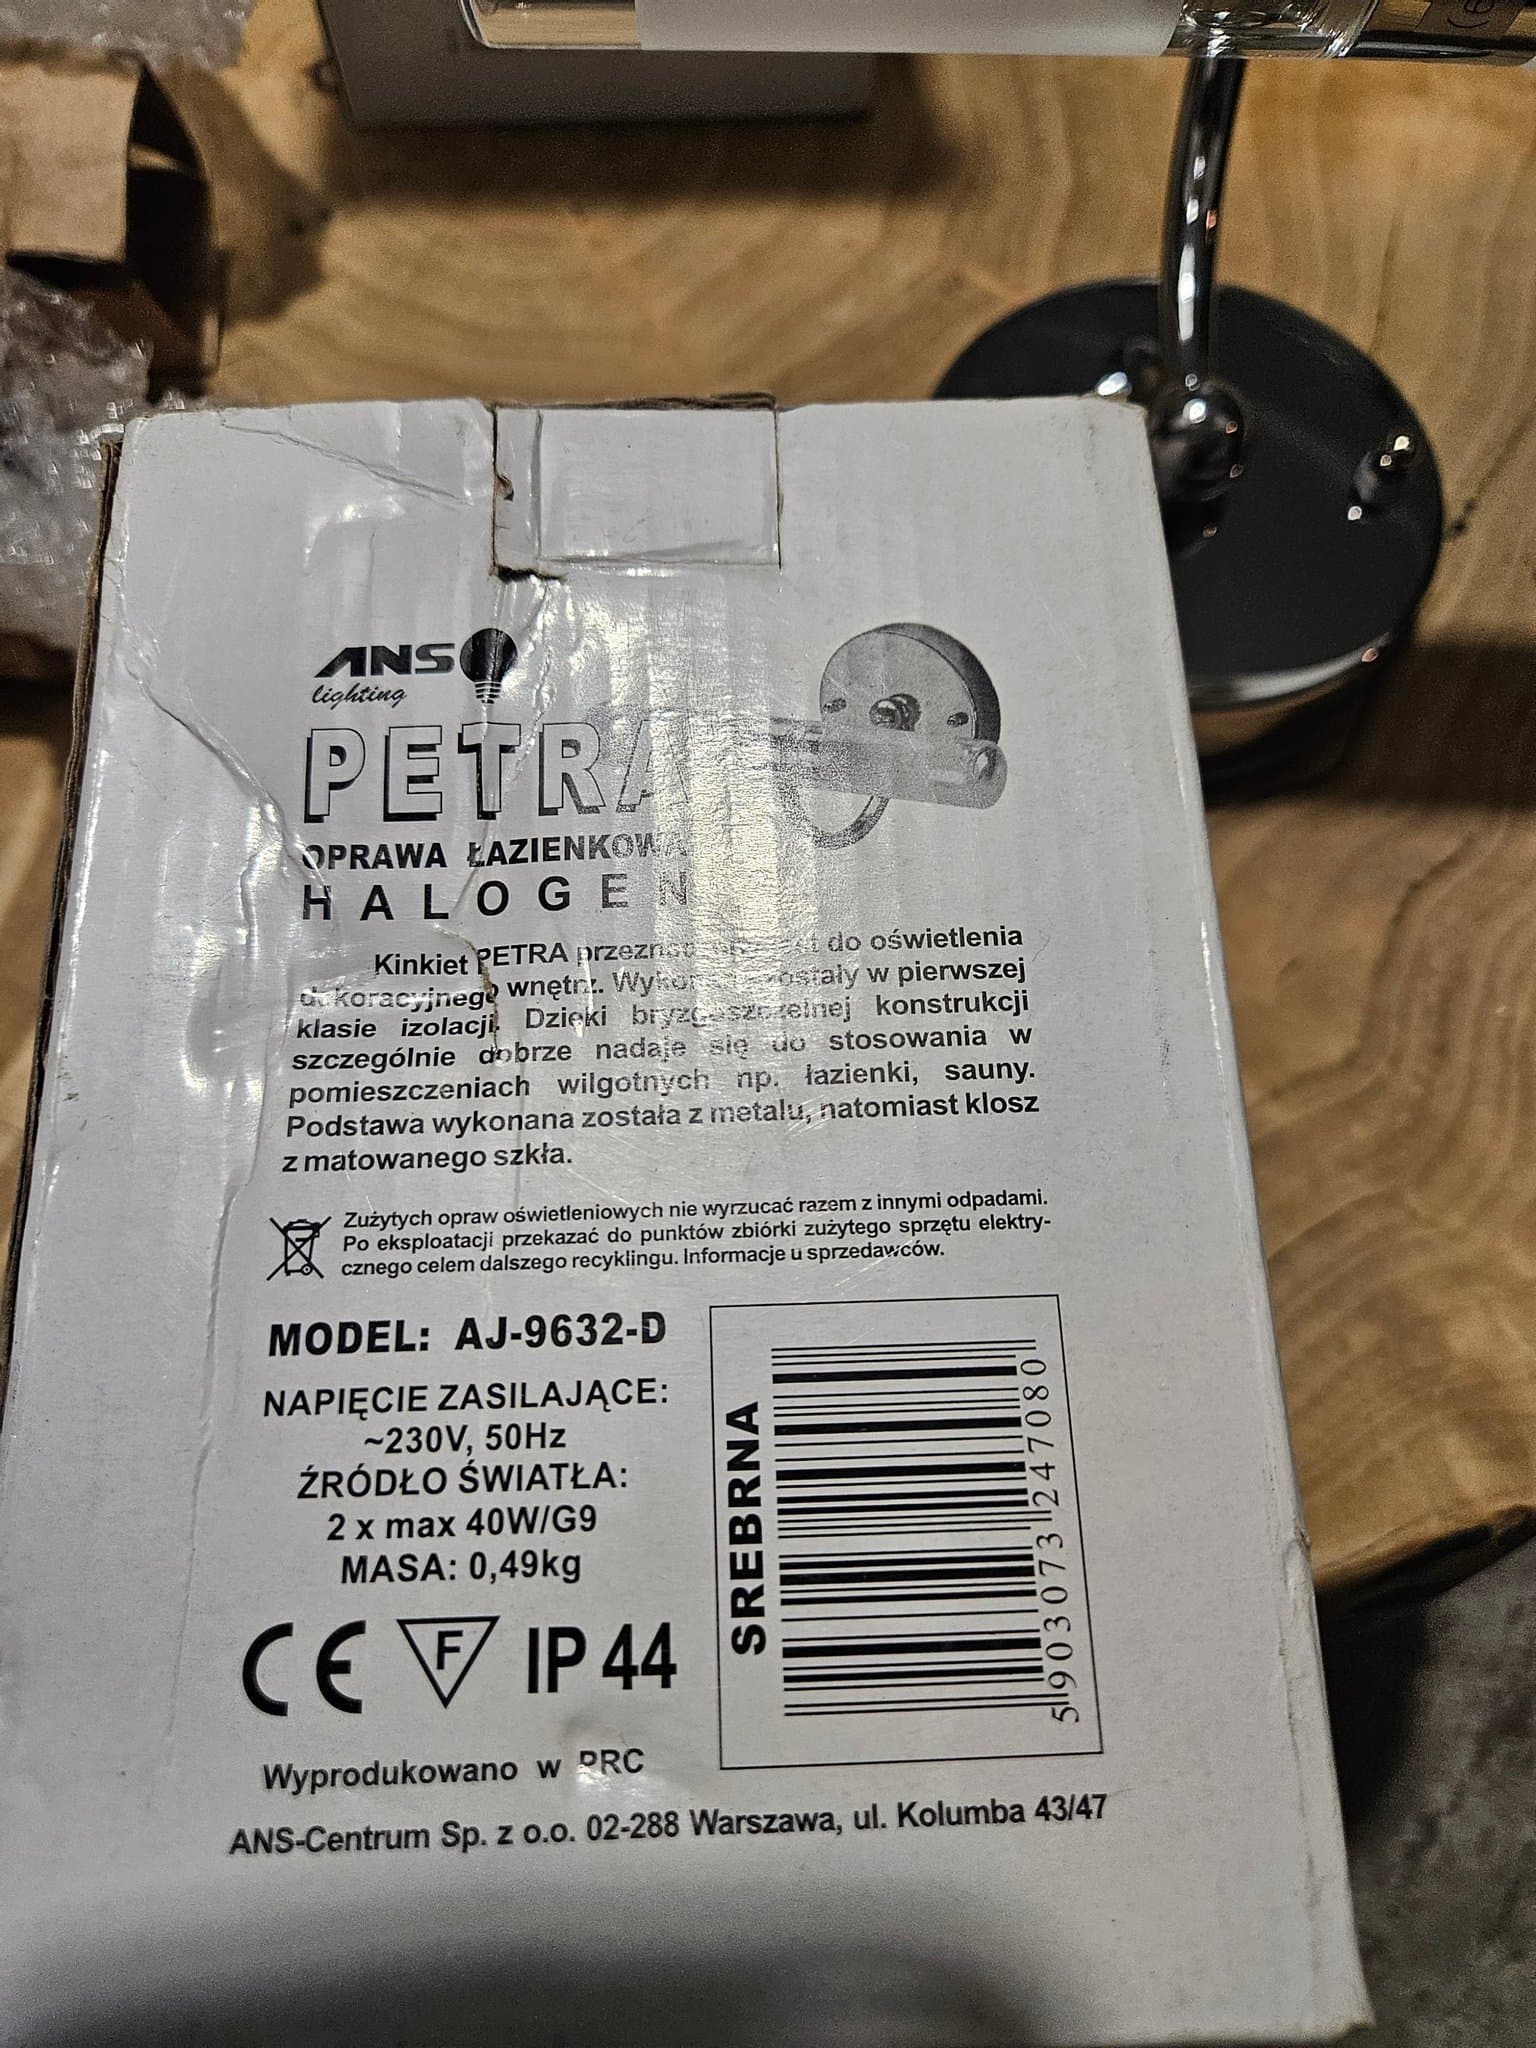 ANS
lighting
PETRA
OPRAWA ŁAZIENKOWA
HALOGEN
Kinkiet PETRA do oświetlenia
dekoracyjnego wnętrz. zostały w pierwszej
klasie izolacji. Dzięki bryzgoszczelnej konstrukcji
szczególnie dobrze nadaje się do stosowania w
pomieszczeniach wilgotnych np. łazienki, sauny.
Podstawa wykonana została z metalu, natomiast klosz
z matowanego szkła.
Zużytych opraw oświetleniowych nie wyrzucać razem z innymi odpadami.
Po eksploatacji przekazać do punktów zbiórki zużytego sprzętu elektry-
cznego celem dalszego recyklingu. Informacje u sprzedawców.
MODEL: AJ-9632-D
NAPIĘCIE ZASILAJĄCE:
~230V, 50Hz
ŹRÓDŁO ŚWIATŁA:
2 x max 40W/G9
MASA: 0,49kg
CE F IP 44
SREBRNA
5903073247080
Wyprodukowano w PRC
ANS-Centrum Sp. z o.o. 02-288 Warszawa, ul. Kolumba 43/47